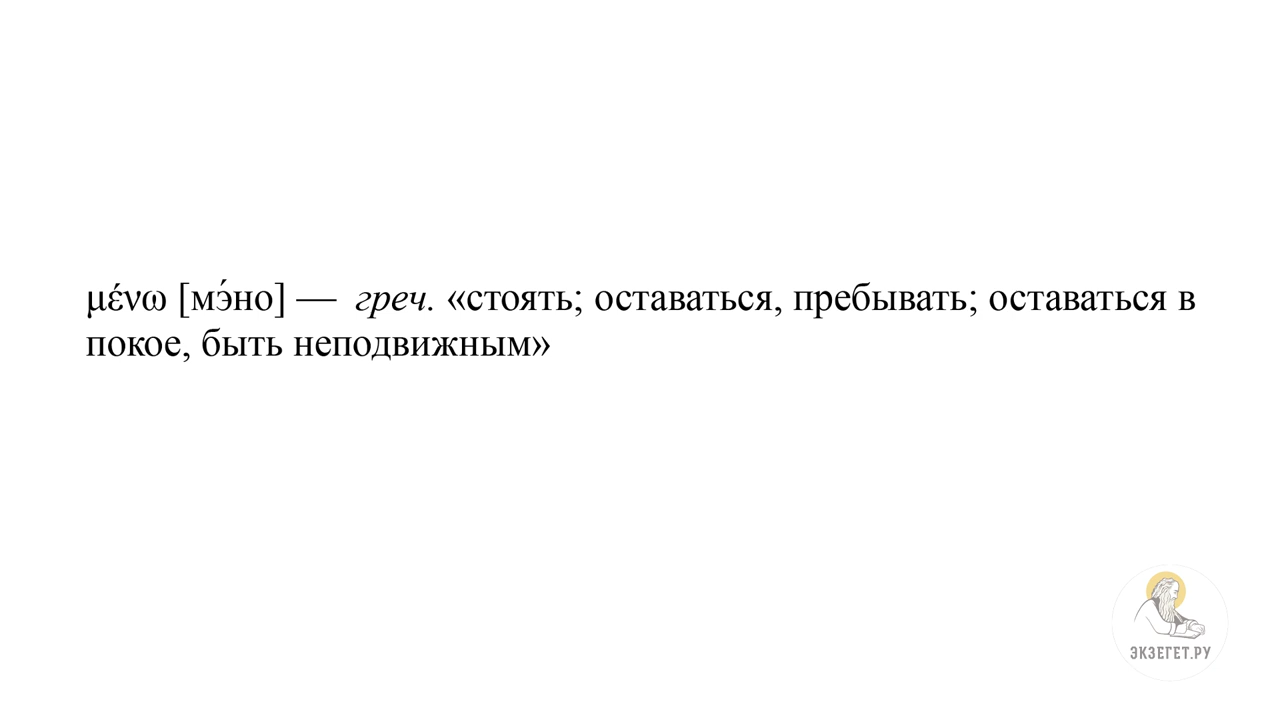 μένω [мэ́но] — греч. «стоять; оставаться, пребывать; оставаться в
покое, быть неподвижным»
ЭКЗЕГЕТ.РУ